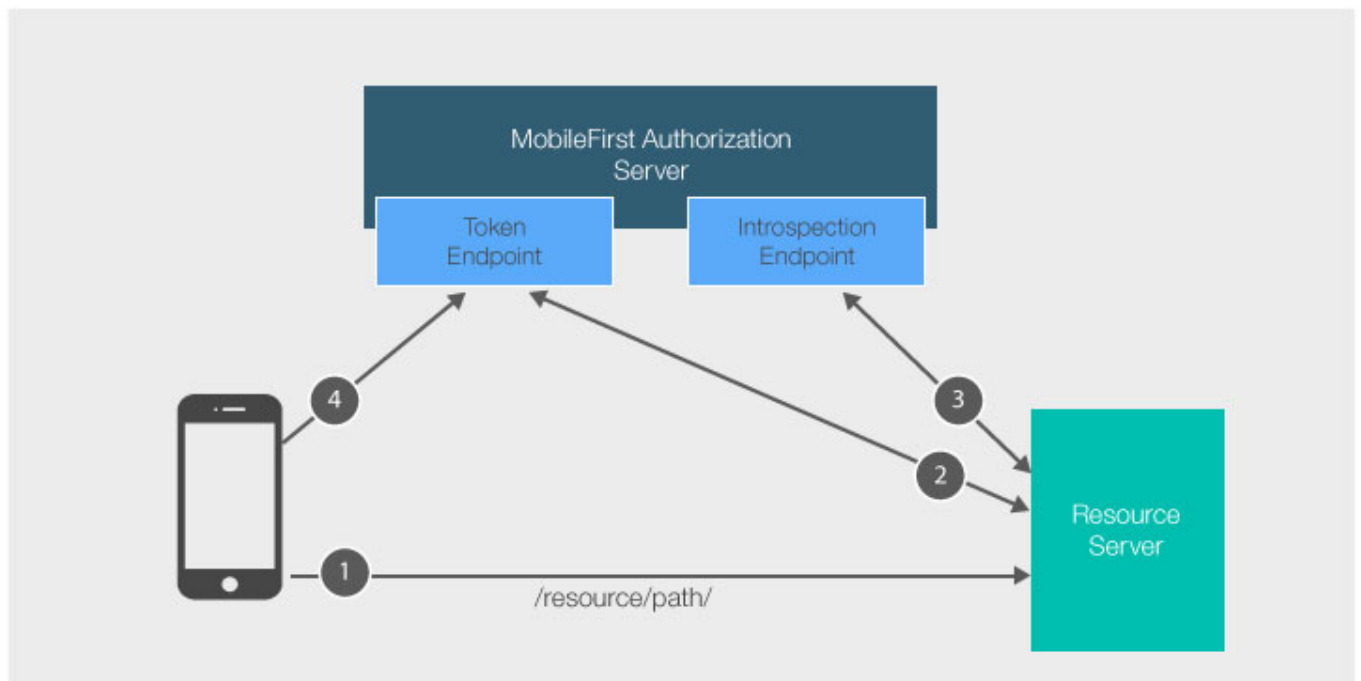 MobileFirst Authorization
Server
Token
Endpoint
Introspection
Endpoint
4
3
2
Resource
Server
1
/resource/path/